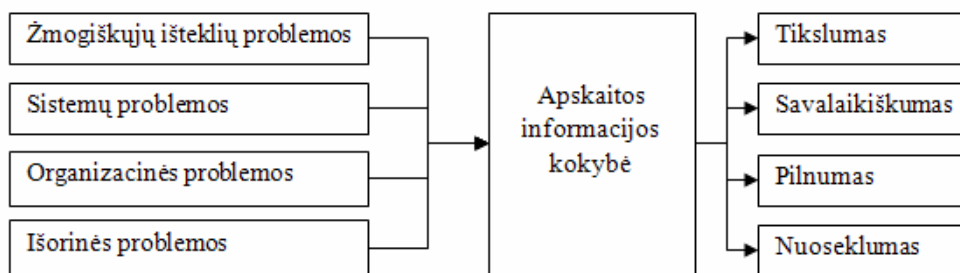 Žmogiškųjų išteklių problemos
Sistemų problemos
Organizacinės problemos
Išorinės problemos
Apskaitos
informacijos
kokybė
Tikslumas
Savalaikiškumas
Pilnumas
Nuoseklumas